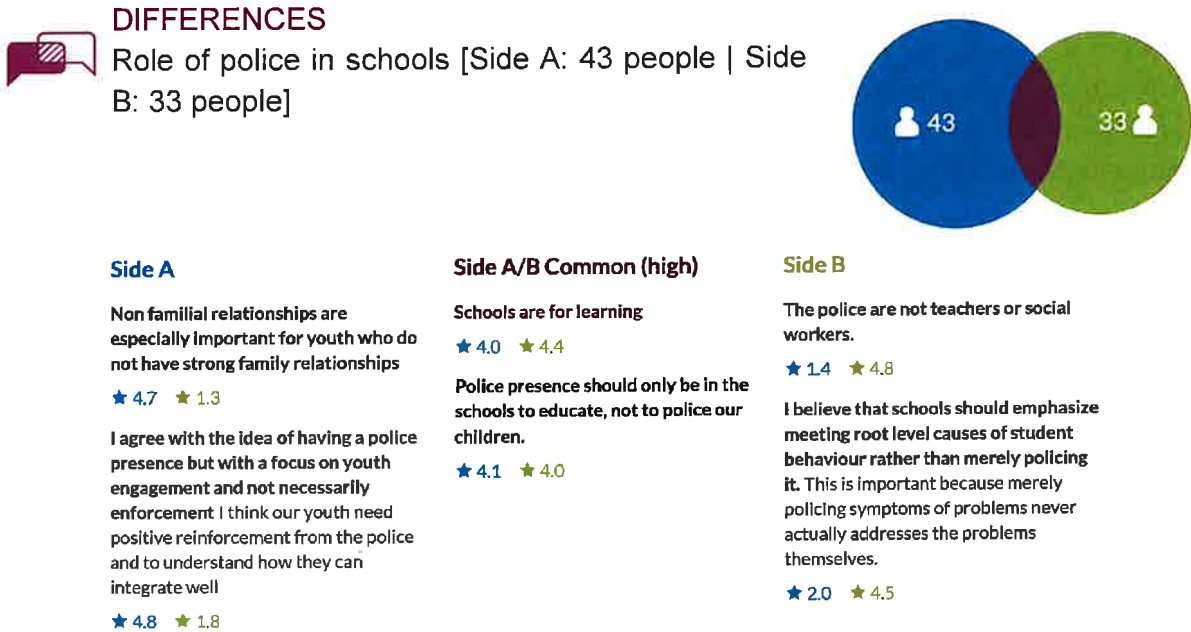 DIFFERENCES
Role of police in schools [Side A: 43 people | Side
B: 33 people]
43
33
Side A
Non familial relationships are
especially important for youth who do
not have strong family relationships
★ 4.7 ★ 1.3
I agree with the idea of having a police
presence but with a focus on youth
engagement and not necessarily
enforcement I think our youth need
positive reinforcement from the police
and to understand how they can
integrate well
★ 4.8 ★ 1.8
Side A/B Common (high)
Schools are for learning
★ 4.0 ★ 4.4
Police presence should only be in the
schools to educate, not to police our
children.
★ 4.1 ★ 4.0
Side B
The police are not teachers or social
workers.
★ 1.4 ★ 4.8
I believe that schools should emphasize
meeting root level causes of student
behaviour rather than merely policing
it. This is important because merely
policing symptoms of problems never
actually addresses the problems
themselves.
★ 2.0 ★ 4.5